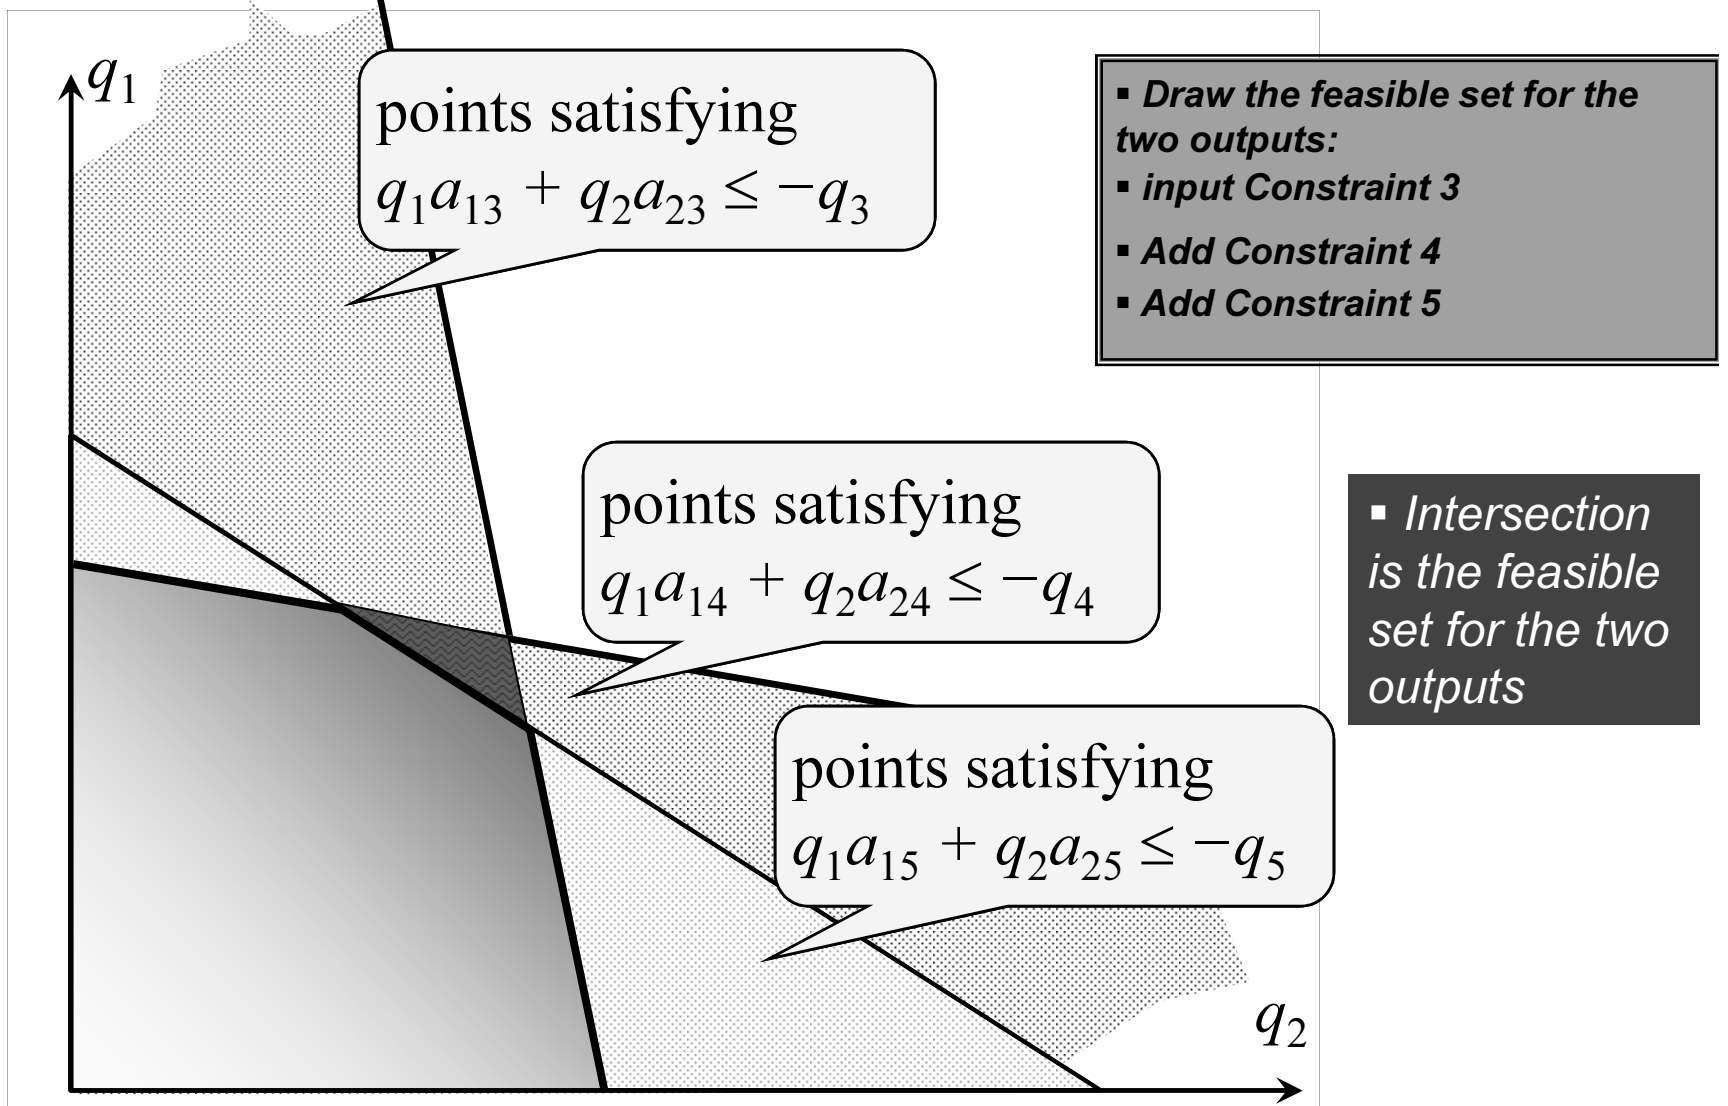 q1
points satisfying
q1a13 + q2a23 ≤ −q3
▪ Draw the feasible set for the
two outputs:
▪ input Constraint 3
▪ Add Constraint 4
▪ Add Constraint 5
points satisfying
q1a14 + q2a24 ≤ −q4
▪ Intersection
is the feasible
set for the two
outputs
points satisfying
q1a15 + q2a25 ≤ −q5
q2